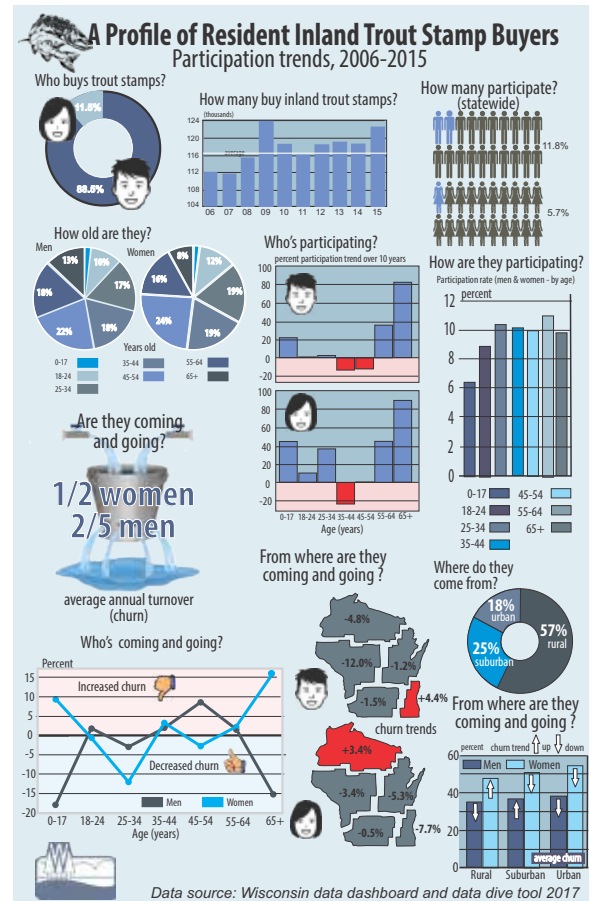 A Profile of Resident Inland Trout Stamp Buyers
Participation trends, 2006-2015
Who buys trout stamps?
11.5%
88.5%
How many buy inland trout stamps?
(thousands)
124
120
116
112
108
104
average
06 07 08 09 10 11 12 13 14 15
How many participate?
(statewide)
11.8%
5.7%
How old are they?
Men
Women
13%
10%
17%
18%
22%
18%
8%
12%
19%
19%
24%
16%
Years old
0-17
18-24
25-34
35-44
45-54
55-64
65+
Who's participating?
percent participation trend over 10 years
100
80
60
40
20
0
-20
100
80
60
40
20
0
-20
0-17 18-24 25-34 35-44 45-54 55-64 65+
Age (years)
How are they participating?
Participation rate (men & women - by age)
percent
12
10
8
6
4
2
0
0-17
18-24
25-34
35-44
45-54
55-64
65+
Are they coming
and going?
1/2 women
2/5 men
average annual turnover
(churn)
From where are they
coming and going ?
-4.8%
-12.0%
-1.2%
-1.5%
+4.4%
churn trends
+3.4%
-3.4%
-5.3%
-0.5%
-7.7%
Where do they
come from?
18%
urban
25%
suburban
57%
rural
Who's coming and going?
Percent
15
10
5
0
-5
-10
-15
-20
Increased churn
Decreased churn
Men
Women
0-17 18-24 25-34 35-44 45-54 55-64 65+
Age (years)
From where are they
coming and going ?
percent churn trend up down
60
40
20
0
Men
Women
average churn
Rural Suburban Urban
Data source: Wisconsin data dashboard and data dive tool 2017